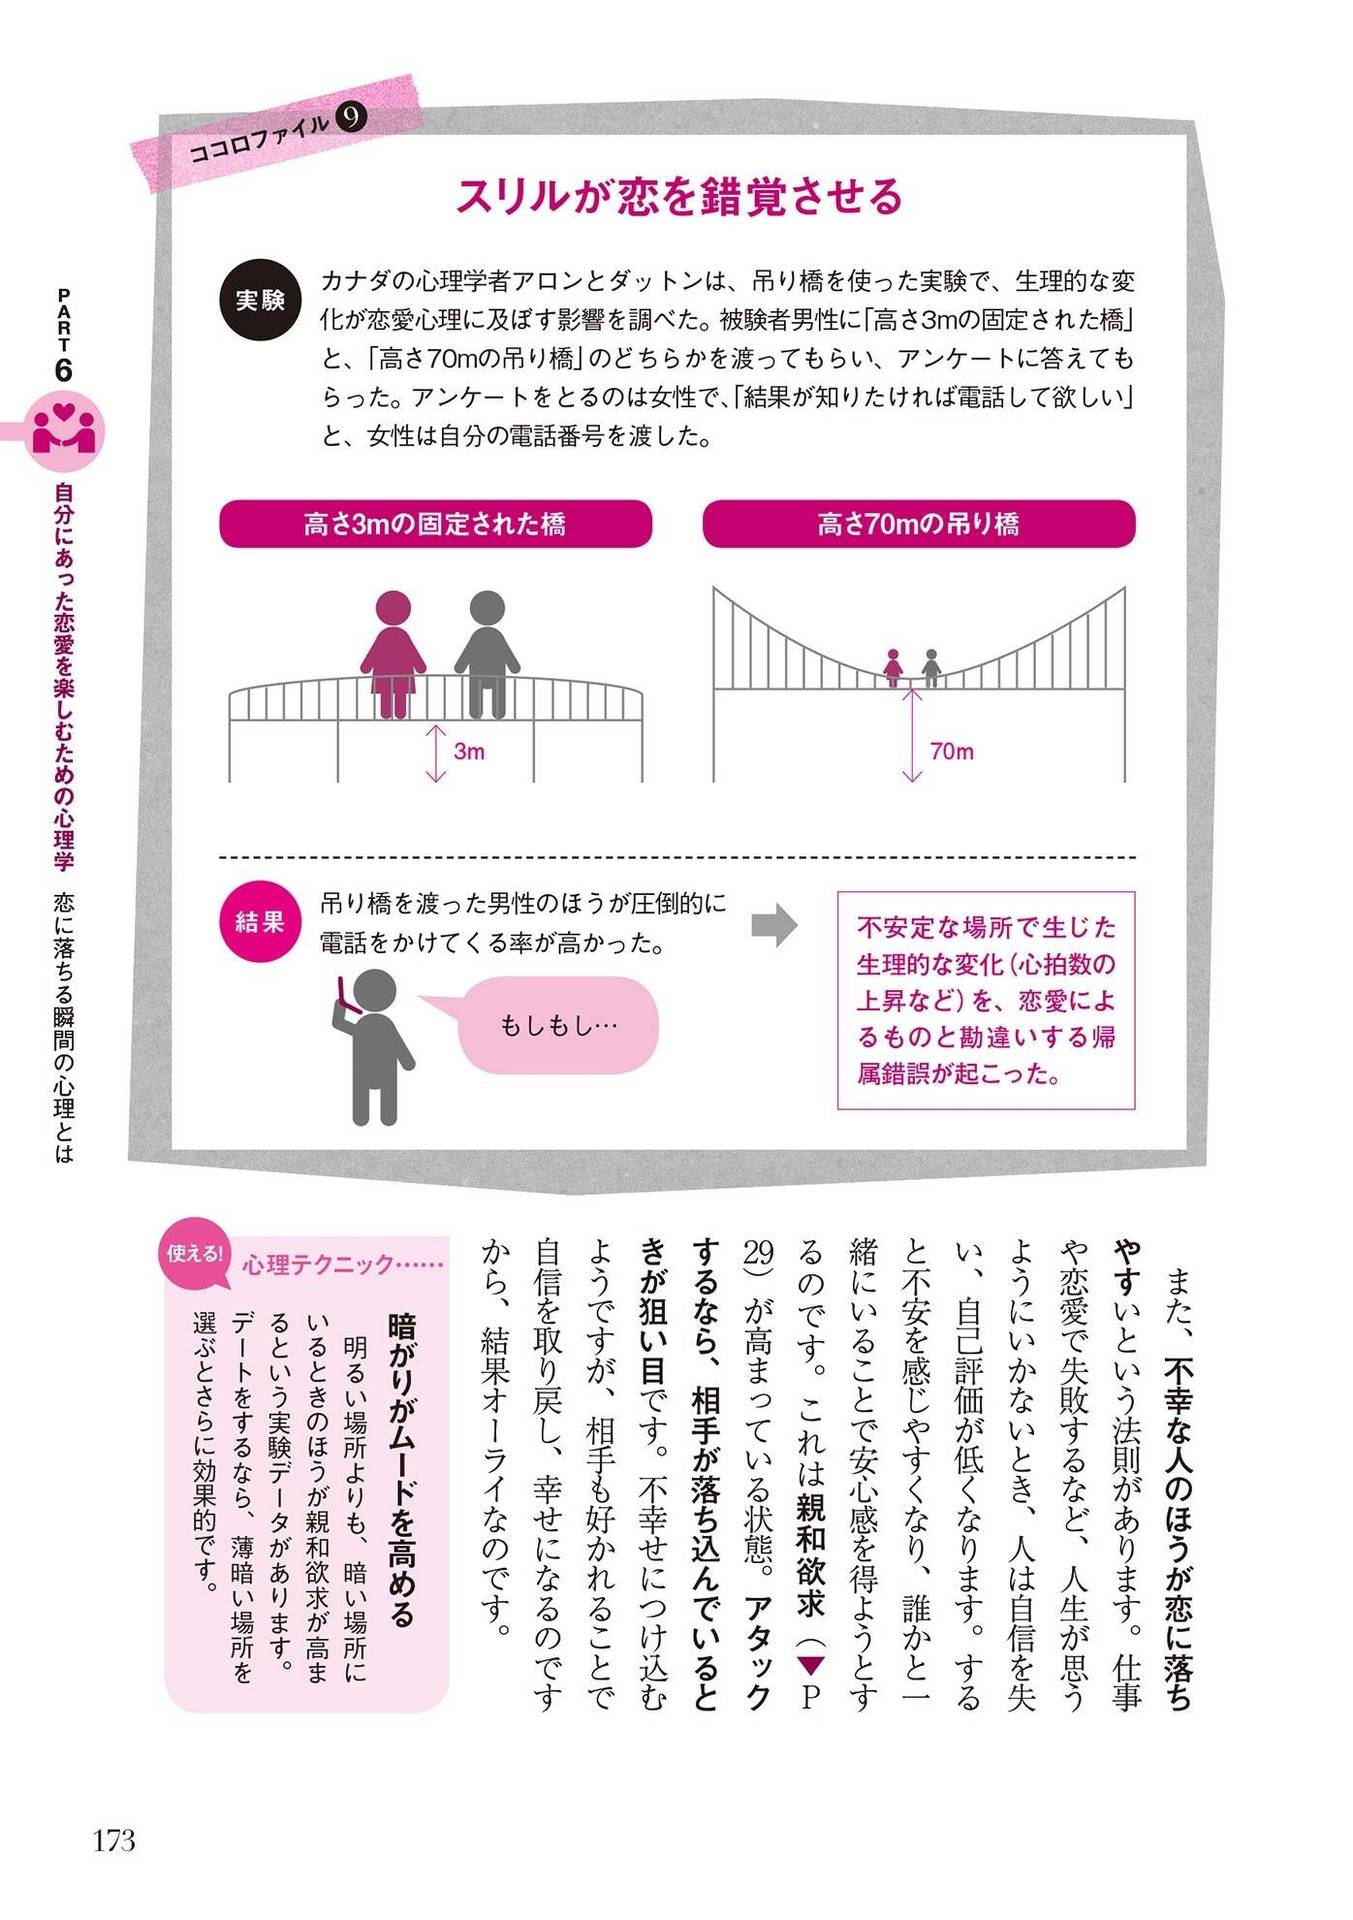 ココロファイル❾
スリルが恋を錯覚させる
実験
カナダの心理学者アロンとダットンは、吊り橋を使った実験で、生理的な変
化が恋愛心理に及ぼす影響を調べた。被験者男性に「高さ3mの固定された橋」
と、「高さ70mの吊り橋」のどちらかを渡ってもらい、アンケートに答えても
らった。アンケートをとるのは女性で、「結果が知りたければ電話して欲しい」
と、女性は自分の電話番号を渡した。
高さ3mの固定された橋
高さ70mの吊り橋
3m
70m
結果
吊り橋を渡った男性のほうが圧倒的に
電話をかけてくる率が高かった。
もしもし…
不安定な場所で生じた
生理的な変化(心拍数の
上昇など)を、恋愛によ
るものと勘違いする帰
属錯誤が起こった。
PART 6
自分にあった恋愛を楽しむための心理学 恋に落ちる瞬間の心理とは
また、不幸な人のほうが恋に落ち
やすいという法則があります。仕事
や恋愛で失敗するなど、人生が思う
ようにいかないとき、人は自信を失
い、自己評価が低くなります。する
と不安を感じやすくなり、誰かと一
緒にいることで安心感を得ようとす
るのです。これは親和欲求(▼P
29)が高まっている状態。アタック
するなら、相手が落ち込んでいると
きが狙い目です。不幸せにつけ込む
ようですが、相手も好かれることで
自信を取り戻し、幸せになるのです
から、結果オーライなのです。
使える!
心理テクニック……
暗がりがムードを高める
明るい場所よりも、暗い場所に
いるときのほうが親和欲求が高ま
るという実験データがあります。
デートをするなら、薄暗い場所を
選ぶとさらに効果的です。
173